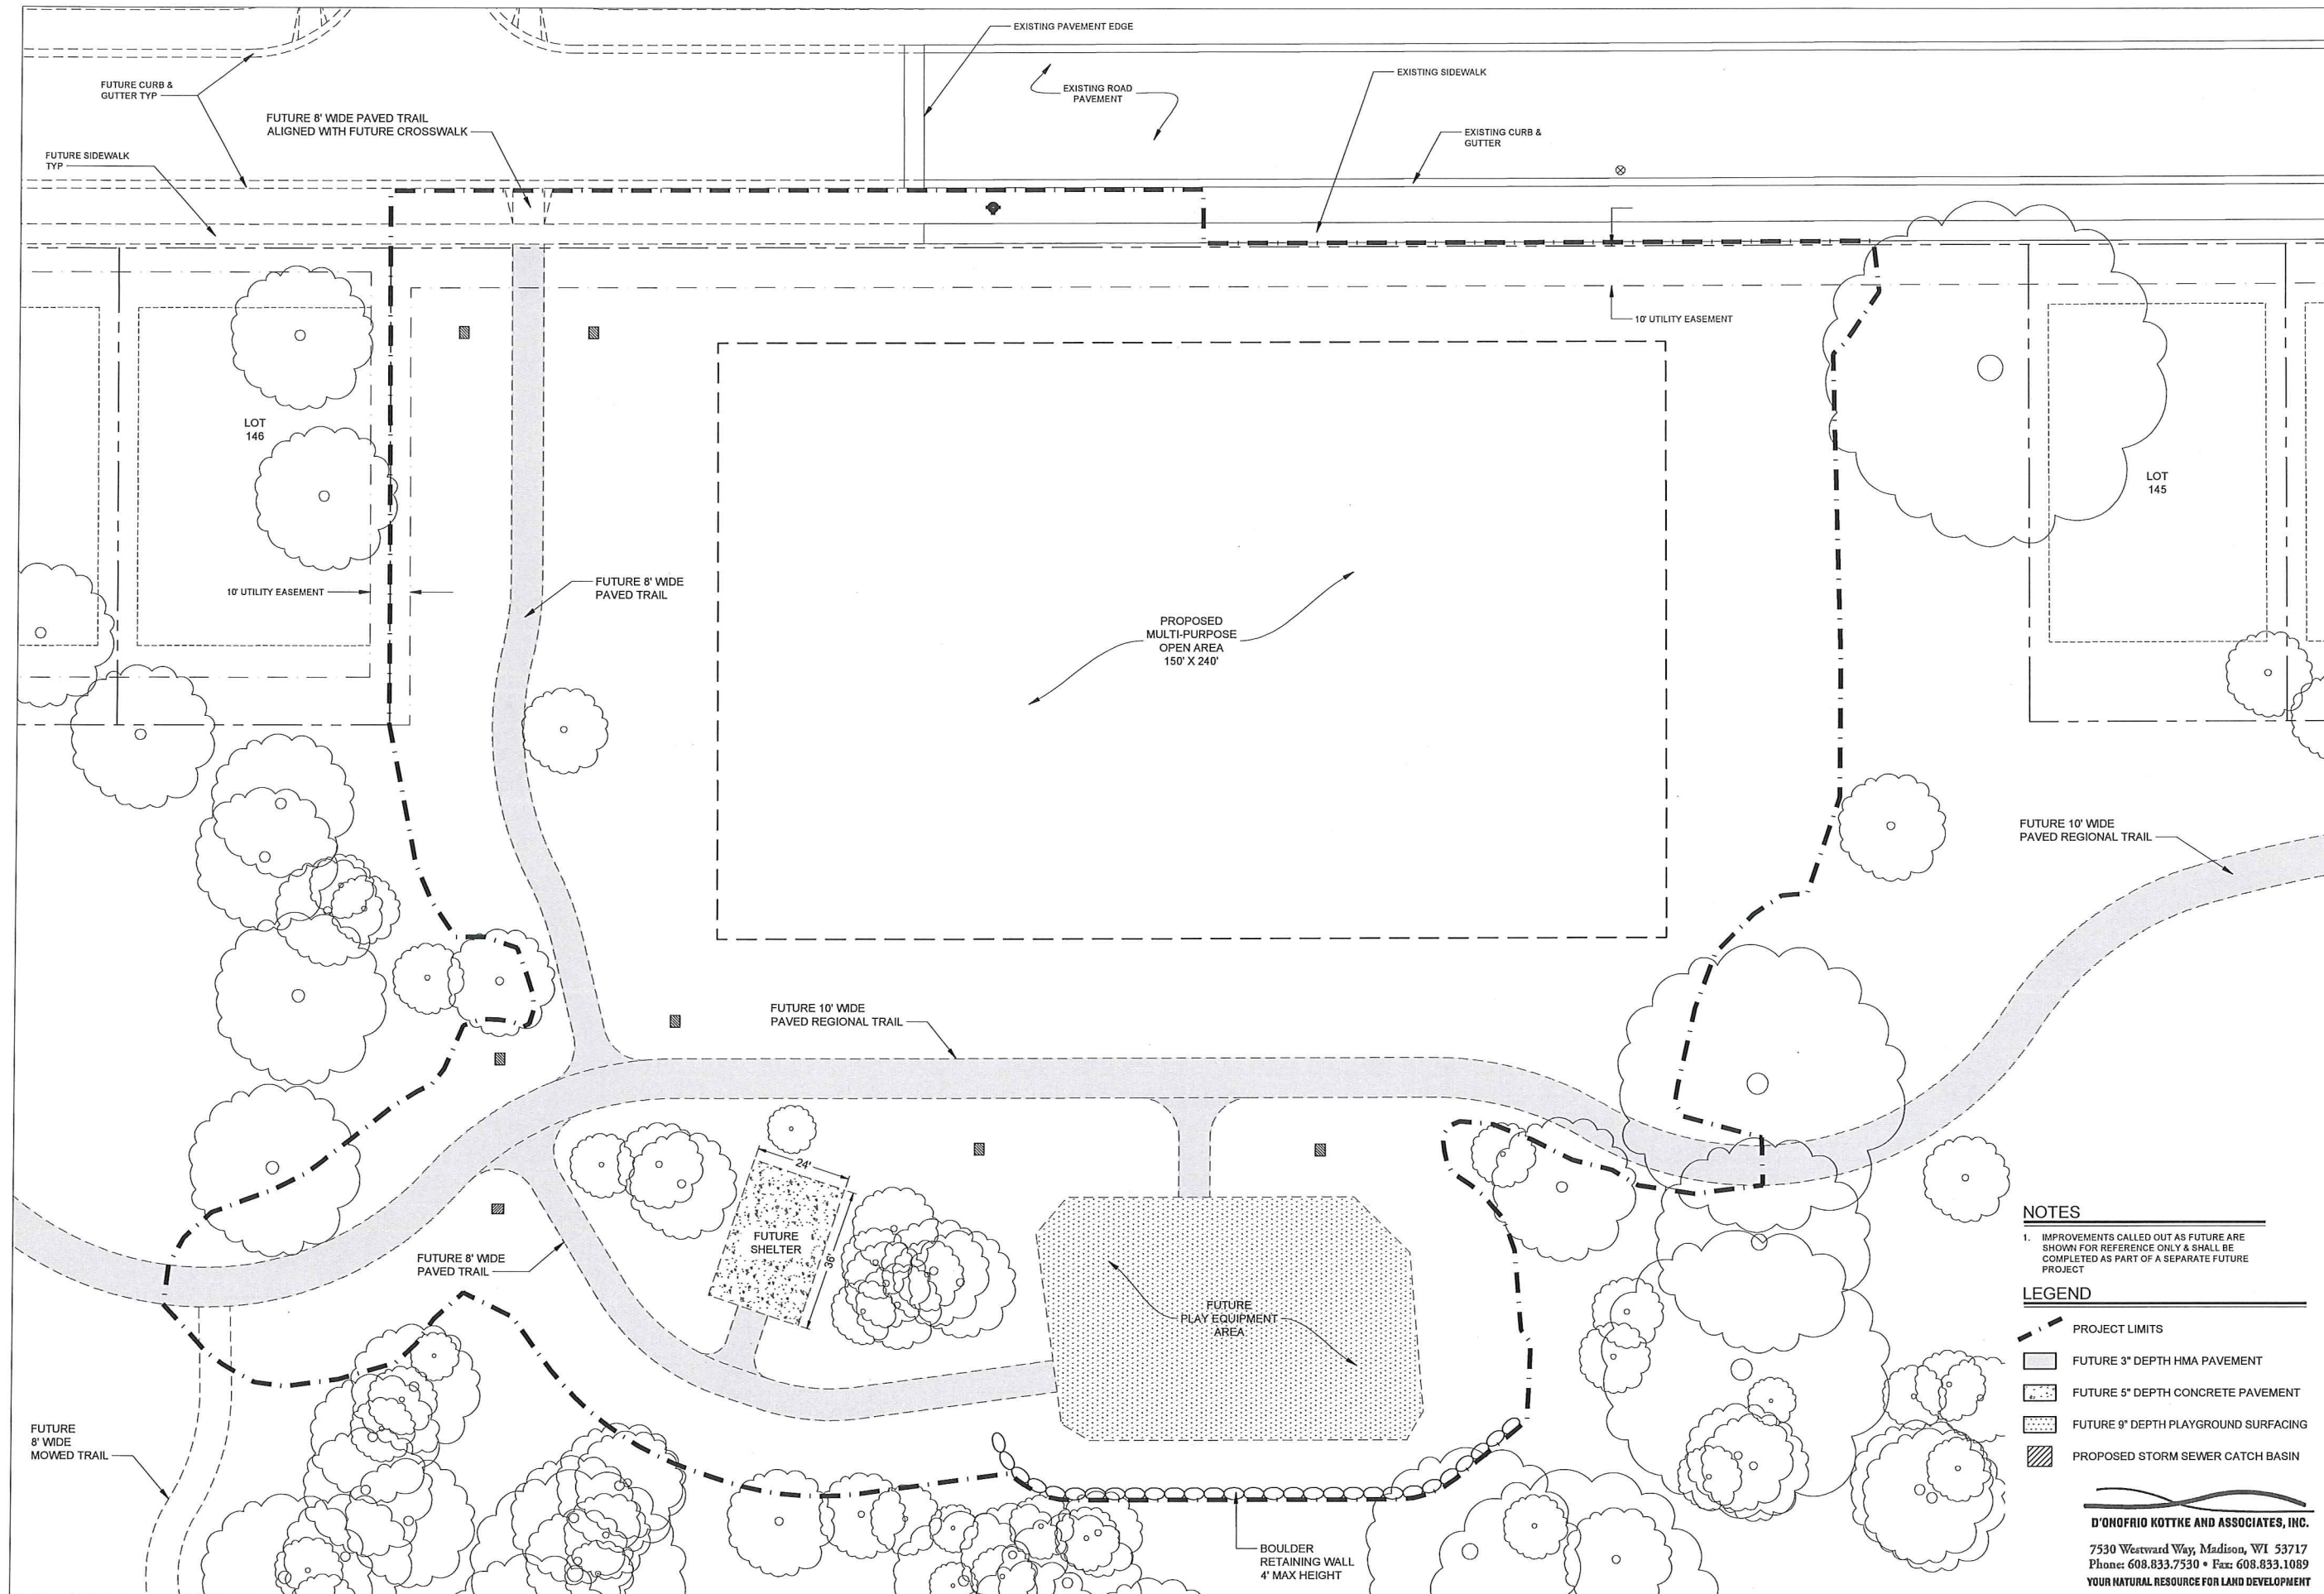 EXISTING PAVEMENT EDGE
EXISTING SIDEWALK
FUTURE CURB &
GUTTER TYP
EXISTING ROAD
PAVEMENT
FUTURE 8' WIDE PAVED TRAIL
ALIGNED WITH FUTURE CROSSWALK
EXISTING CURB &
GUTTER
FUTURE SIDEWALK
TYP
10' UTILITY EASEMENT
LOT
146
LOT
145
10' UTILITY EASEMENT
FUTURE 8' WIDE
PAVED TRAIL
PROPOSED
MULTI-PURPOSE
OPEN AREA
150' X 240'
FUTURE 10' WIDE
PAVED REGIONAL TRAIL
FUTURE 10' WIDE
PAVED REGIONAL TRAIL
24'
FUTURE
SHELTER
36'
FUTURE 8' WIDE
PAVED TRAIL
FUTURE
PLAY EQUIPMENT
AREA
FUTURE
8' WIDE
MOWED TRAIL
BOULDER
RETAINING WALL
4' MAX HEIGHT
NOTES
1. IMPROVEMENTS CALLED OUT AS FUTURE ARE
SHOWN FOR REFERENCE ONLY & SHALL BE
COMPLETED AS PART OF A SEPARATE FUTURE
PROJECT
LEGEND
PROJECT LIMITS
FUTURE 3" DEPTH HMA PAVEMENT
FUTURE 5" DEPTH CONCRETE PAVEMENT
FUTURE 9" DEPTH PLAYGROUND SURFACING
PROPOSED STORM SEWER CATCH BASIN
D'ONOFRIO KOTTKE AND ASSOCIATES, INC.
7530 Westward Way, Madison, WI 53717
Phone: 608.833.7530 • Fax: 608.833.1089
YOUR NATURAL RESOURCE FOR LAND DEVELOPMENT